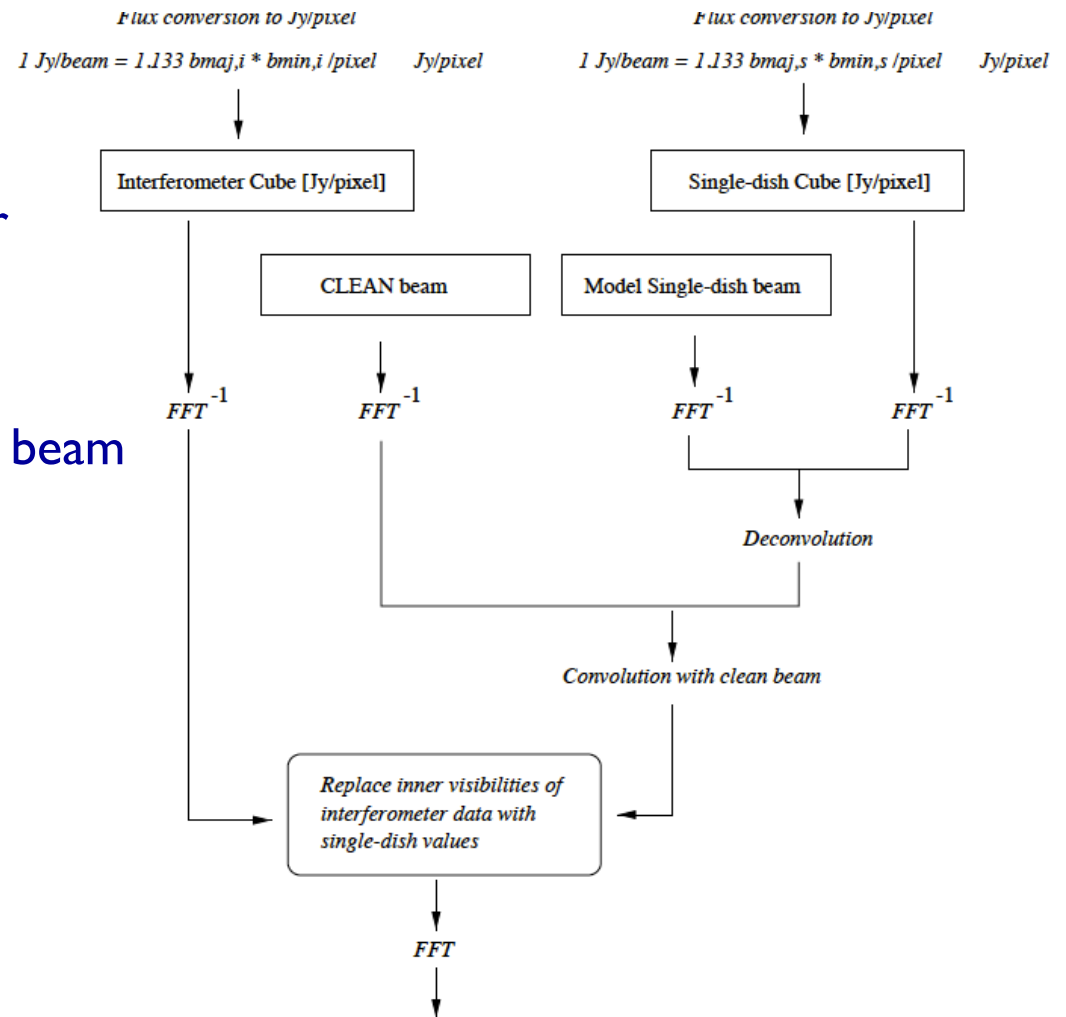 Flux conversion to Jy/pixel
Flux conversion to Jy/pixel
1 Jy/beam = 1.133 bmaj,i * bmin,i /pixel Jy/pixel
1 Jy/beam = 1.133 bmaj,s * bmin,s /pixel Jy/pixel
Interferometer Cube [Jy/pixel]
Single-dish Cube [Jy/pixel]
CLEAN beam
Model Single-dish beam
FFT -1
FFT -1
FFT -1
FFT -1
beam
Deconvolution
Convolution with clean beam
Replace inner visibilities of
interferometer data with
single-dish values
FFT